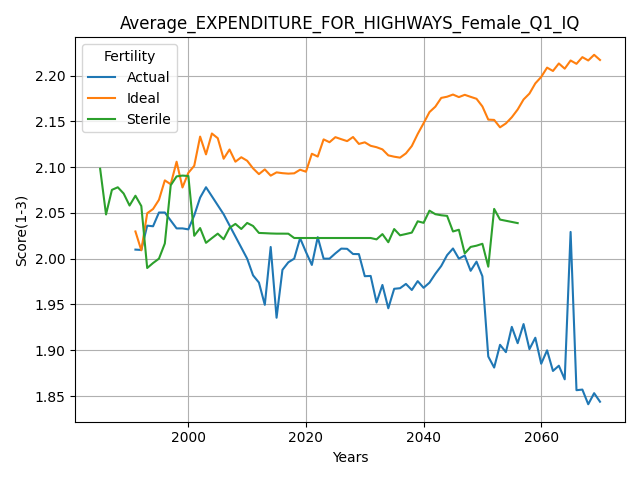 Average_EXPENDITURE_FOR_HIGHWAYS_Female_Q1_IQ
Fertility
Actual
Ideal
Sterile
Score(1-3)
2.20
2.15
2.10
2.05
2.00
1.95
1.90
1.85
2000 2020 2040 2060
Years